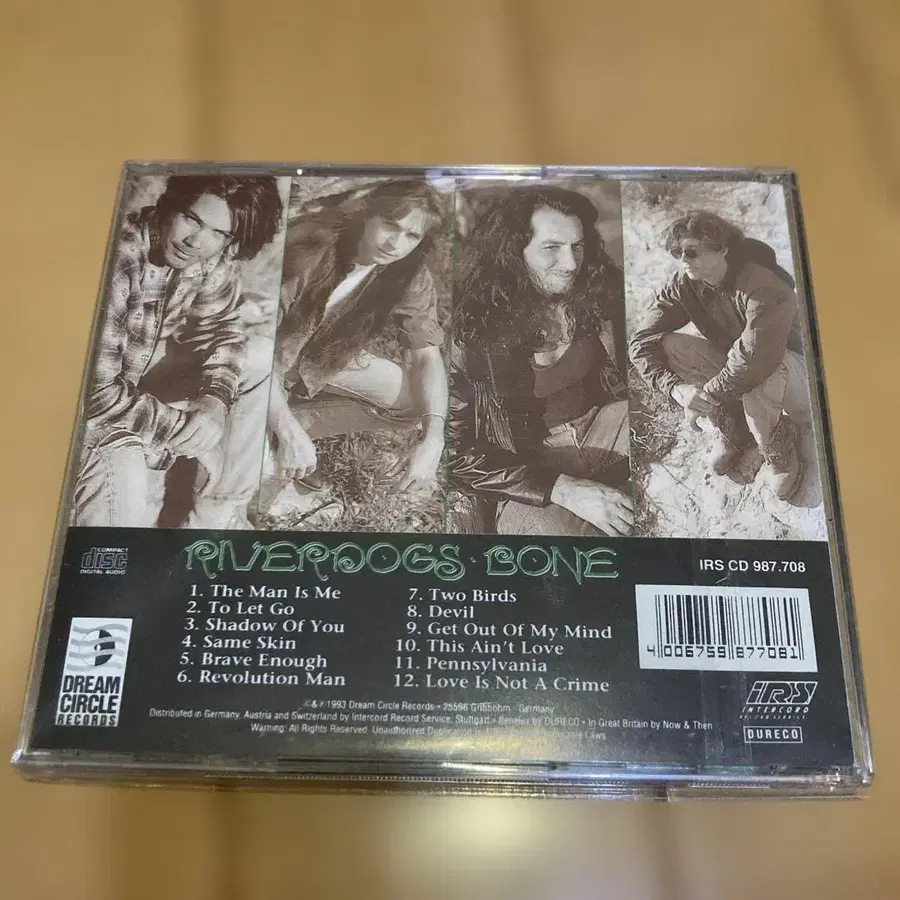 COMPACT
disc
DIGITAL AUDIO
RIVERDOGS · BONE
IRS CD 987.708
1. The Man Is Me
2. To Let Go
3. Shadow Of You
4. Same Skin
5. Brave Enough
6. Revolution Man
7. Two Birds
8. Devil
9. Get Out Of My Mind
10. This Ain't Love
11. Pennsylvania
12. Love Is Not A Crime
4 006759 877081
DREAM
CIRCLE
RECORDS
IRS
INTERCORD
DURECO
©&℗ 1993 Dream Circle Records · 25596 Gribbohm · Germany
Distributed in Germany, Austria and Switzerland by Intercord Record Service, Stuttgart · Benelux by DURECO · In Great Britain by Now & Then
Warning: All Rights Reserved. Unauthorized Duplication Laws